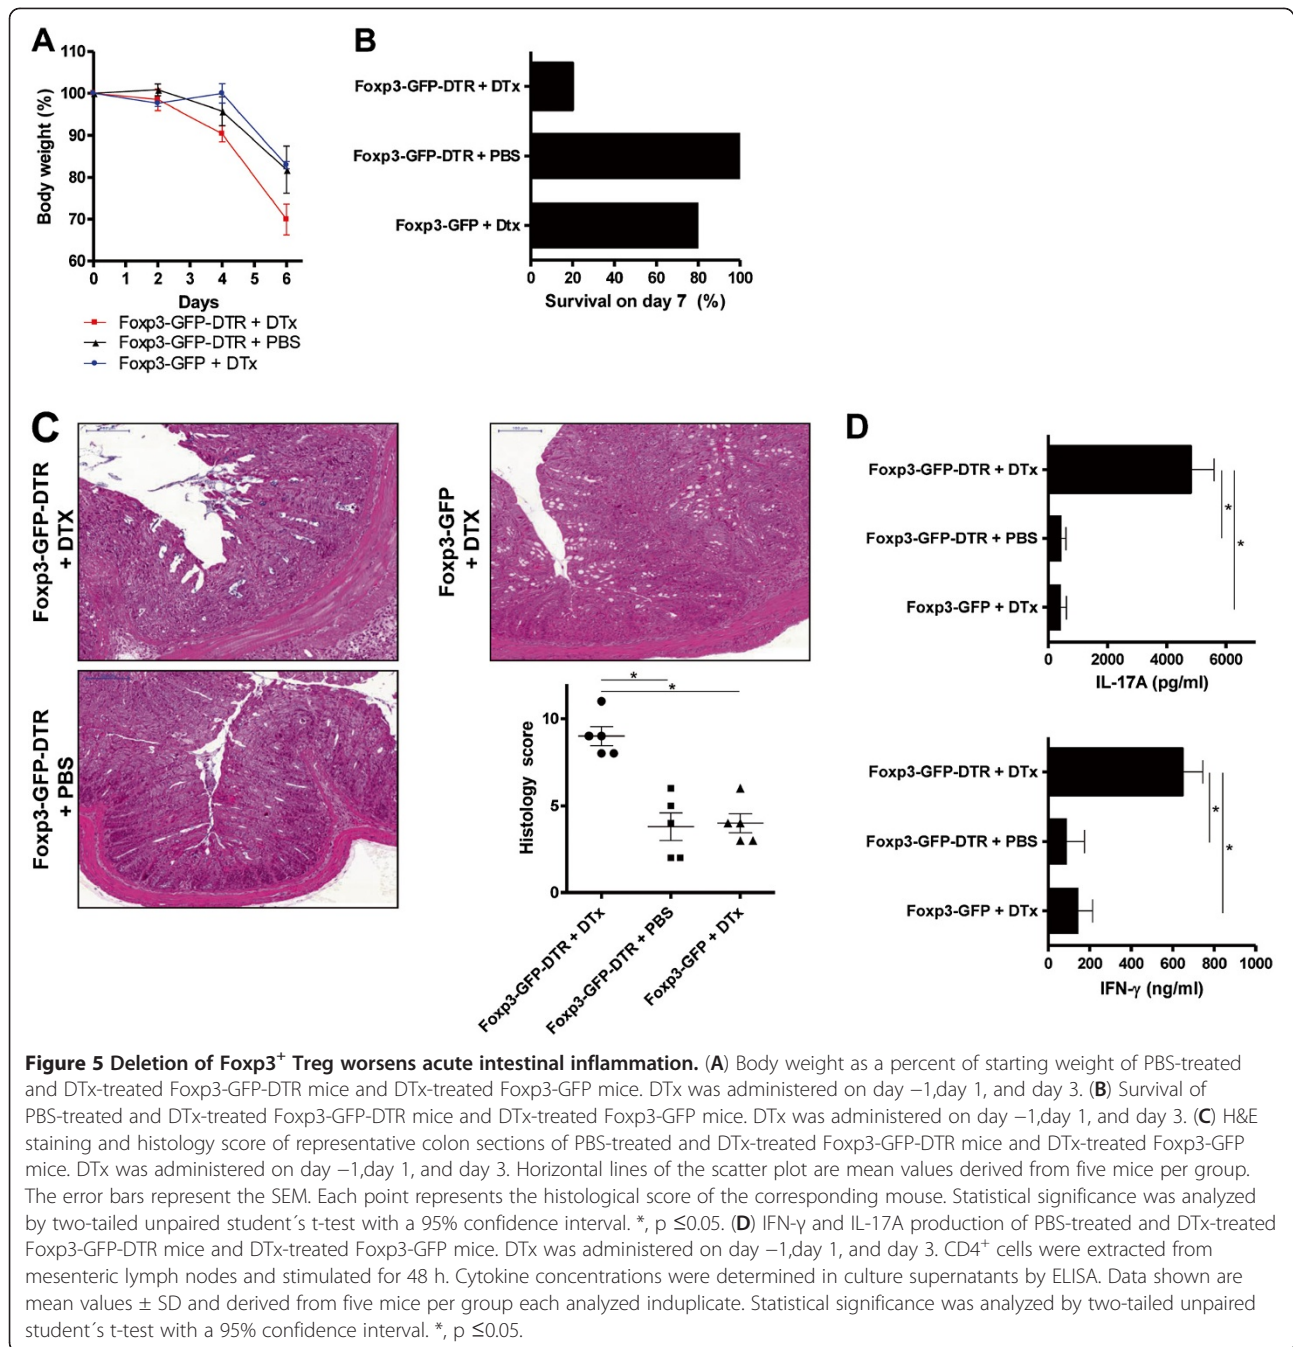 A
110
100
90
80
70
60
Body weight (%)
0 1 2 3 4 5 6
Days
Foxp3-GFP-DTR + DTx
Foxp3-GFP-DTR + PBS
Foxp3-GFP + DTx
B
Foxp3-GFP-DTR + DTx
Foxp3-GFP-DTR + PBS
Foxp3-GFP + Dtx
0 20 40 60 80 100
Survival on day 7 (%)
C
Foxp3-GFP-DTR
+ DTX
Foxp3-GFP
+ DTX
Foxp3-GFP-DTR
+ PBS
* 
*
10
5
0
Histology score
Foxp3-GFP-DTR + DTx
Foxp3-GFP-DTR + PBS
Foxp3-GFP + DTx
D
Foxp3-GFP-DTR + DTx
Foxp3-GFP-DTR + PBS
Foxp3-GFP + DTx
*
*
0 2000 4000 6000
IL-17A (pg/ml)
Foxp3-GFP-DTR + DTx
Foxp3-GFP-DTR + PBS
Foxp3-GFP + DTx
*
*
0 200 400 600 800 1000
IFN-γ (ng/ml)
Figure 5 Deletion of Foxp3⁺ Treg worsens acute intestinal inflammation. (A) Body weight as a percent of starting weight of PBS-treated
and DTx-treated Foxp3-GFP-DTR mice and DTx-treated Foxp3-GFP mice. DTx was administered on day −1,day 1, and day 3. (B) Survival of
PBS-treated and DTx-treated Foxp3-GFP-DTR mice and DTx-treated Foxp3-GFP mice. DTx was administered on day −1,day 1, and day 3. (C) H&E
staining and histology score of representative colon sections of PBS-treated and DTx-treated Foxp3-GFP-DTR mice and DTx-treated Foxp3-GFP
mice. DTx was administered on day −1,day 1, and day 3. Horizontal lines of the scatter plot are mean values derived from five mice per group.
The error bars represent the SEM. Each point represents the histological score of the corresponding mouse. Statistical significance was analyzed
by two-tailed unpaired student´s t-test with a 95% confidence interval. *, p ≤0.05. (D) IFN-γ and IL-17A production of PBS-treated and DTx-treated
Foxp3-GFP-DTR mice and DTx-treated Foxp3-GFP mice. DTx was administered on day −1,day 1, and day 3. CD4⁺ cells were extracted from
mesenteric lymph nodes and stimulated for 48 h. Cytokine concentrations were determined in culture supernatants by ELISA. Data shown are
mean values ± SD and derived from five mice per group each analyzed induplicate. Statistical significance was analyzed by two-tailed unpaired
student´s t-test with a 95% confidence interval. *, p ≤0.05.